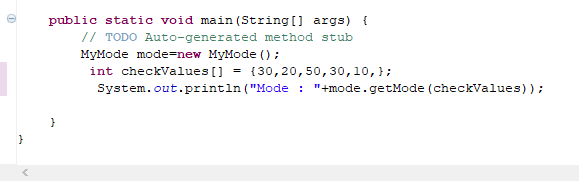 public static void main(String[] args) {
// TODO Auto-generated method stub
MyMode mode=new MyMode();
int checkValues[] = {30,20,50,30,10,};
System.out.println("Mode : "+mode.getMode(checkValues));
}
}